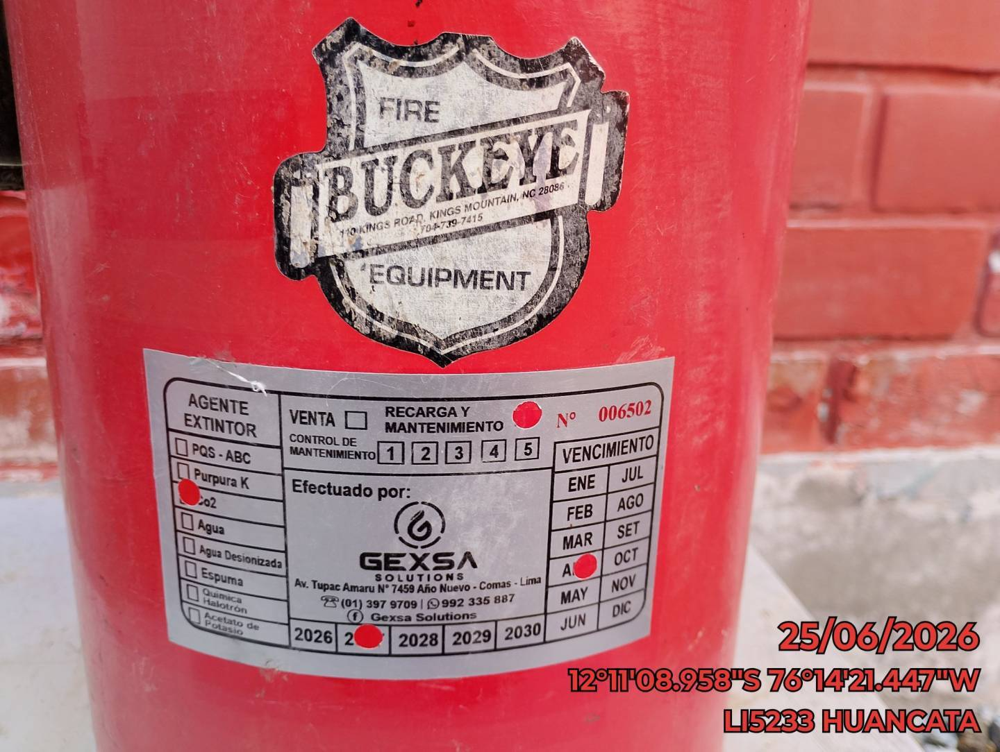 FIRE
BUCKEYE
110 KINGS ROAD, KINGS MOUNTAIN, NC 28086
704-739-7415
EQUIPMENT
AGENTE
EXTINTOR
PQS - ABC
Purpura K
Co2
Agua
Agua Desionizada
Espuma
Quimica
Halotrón
Acetato de
Potasio
VENTA
RECARGA Y
MANTENIMIENTO
N° 006502
CONTROL DE
MANTENIMIENTO 1 2 3 4 5
Efectuado por:
GEXSA
SOLUTIONS
Av. Tupac Amaru N° 7459 Año Nuevo - Comas - Lima
(01) 397 9709 | 992 335 887
Gexsa Solutions
2026 2028 2029 2030
VENCIMIENTO
ENE JUL
FEB AGO
MAR SET
OCT
MAY NOV
JUN DIC
25/06/2026
12°11'08.958"S 76°14'21.447"W
LI5233 HUANCATA